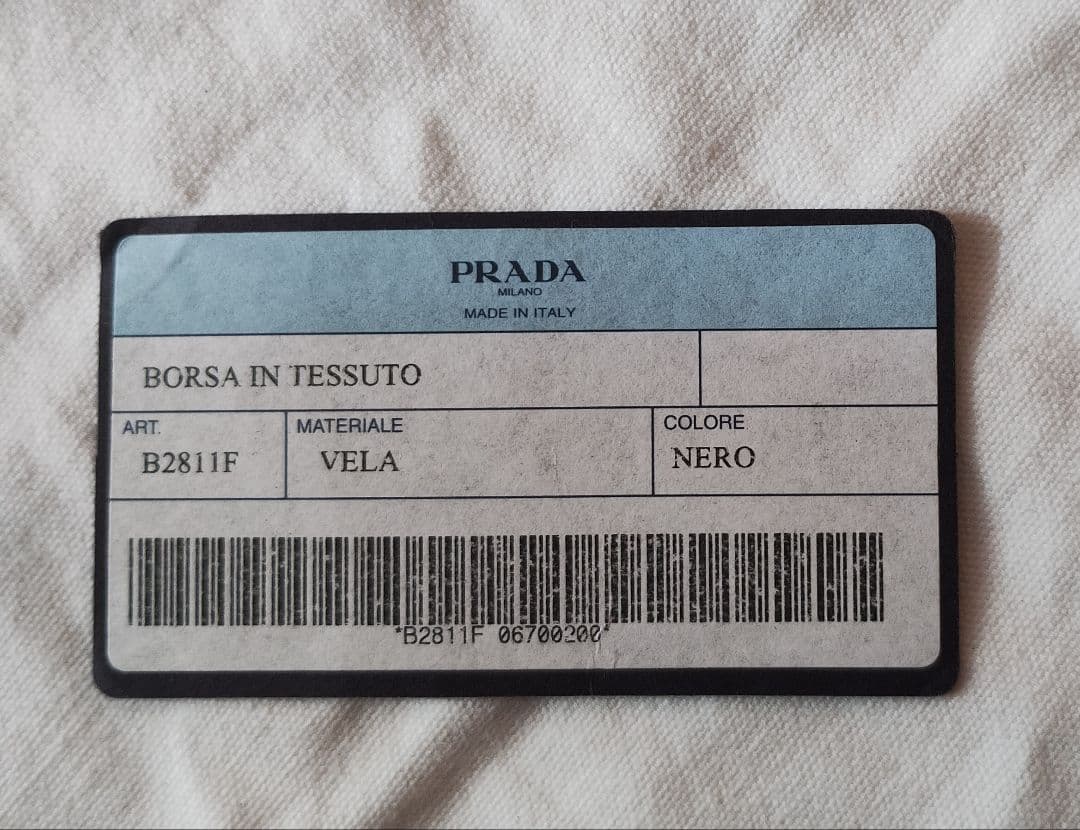 PRADA
MILANO
MADE IN ITALY
BORSA IN TESSUTO
ART. MATERIALE COLORE
B2811F VELA NERO
*B2811F 06700200*